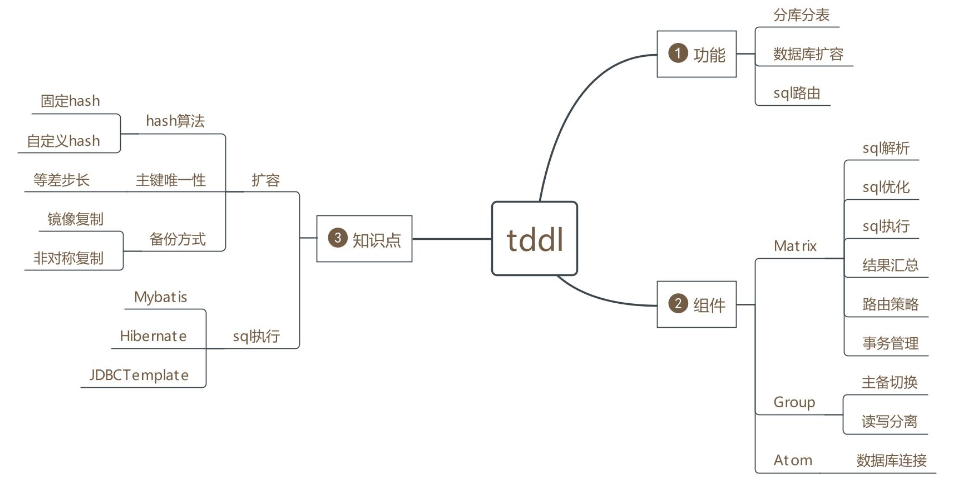 tddl
1 功能
分库分表
数据库扩容
sql路由
2 组件
Matrix
sql解析
sql优化
sql执行
结果汇总
路由策略
事务管理
Group
主备切换
读写分离
Atom
数据库连接
3 知识点
扩容
hash算法
固定hash
自定义hash
主键唯一性
等差步长
备份方式
镜像复制
非对称复制
sql执行
Mybatis
Hibernate
JDBCTemplate